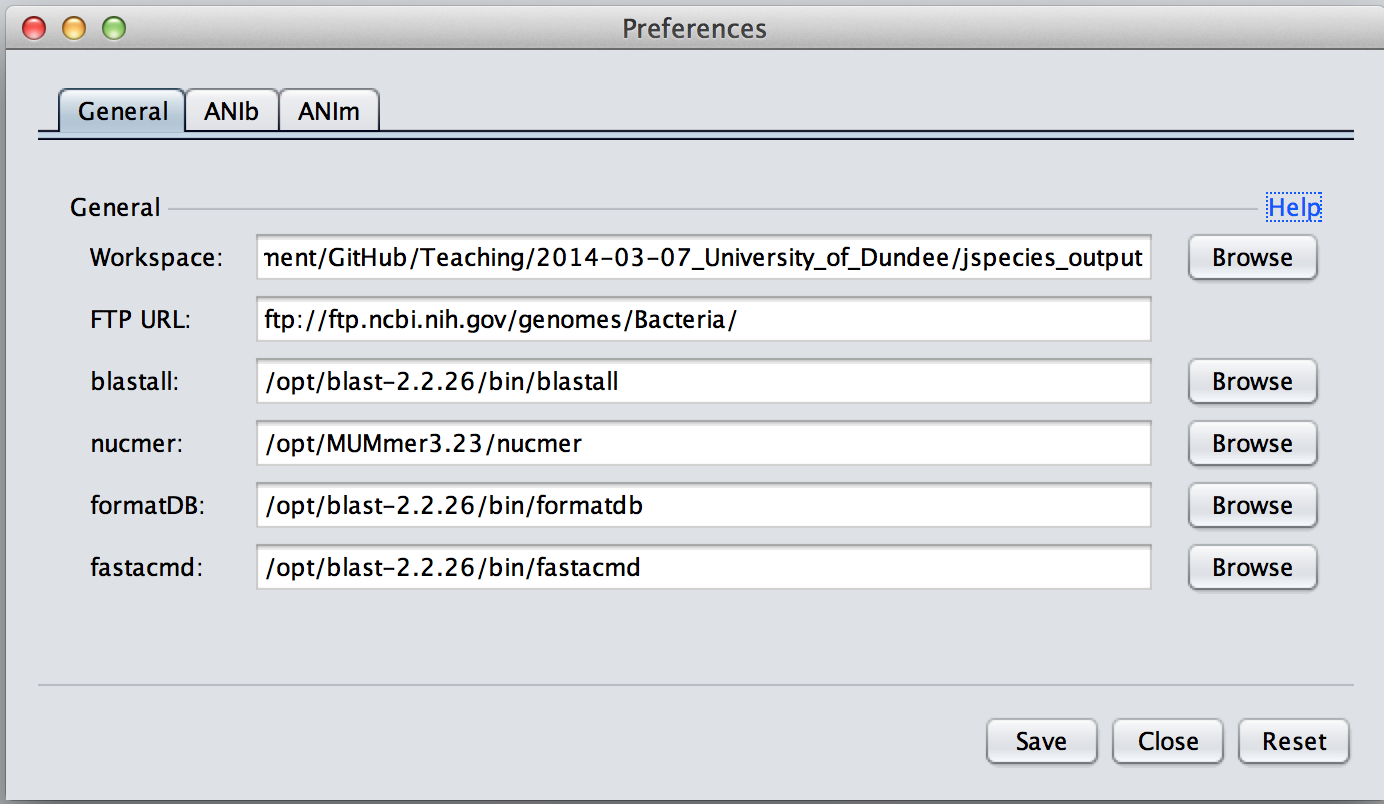 Preferences
General ANIb ANIm
General Help
Workspace: ment/GitHub/Teaching/2014-03-07_University_of_Dundee/jspecies_output Browse
FTP URL: ftp://ftp.ncbi.nih.gov/genomes/Bacteria/
blastall: /opt/blast-2.2.26/bin/blastall Browse
nucmer: /opt/MUMmer3.23/nucmer Browse
formatDB: /opt/blast-2.2.26/bin/formatdb Browse
fastacmd: /opt/blast-2.2.26/bin/fastacmd Browse
Save Close Reset